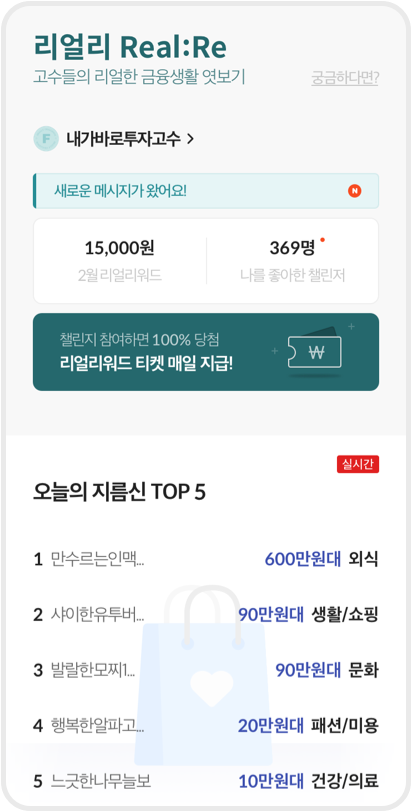 리얼리 Real:Re
고수들의 리얼한 금융생활 엿보기
궁금하다면?
F
내가바로투자고수 >
새로운 메시지가 왔어요!
N
15,000원
369명
2월 리얼리워드
나를 좋아한 챌린저
챌린지 참여하면 100% 당첨
리얼리워드 티켓 매일 지급!
₩
실시간
오늘의 지름신 TOP 5
1 만수르는인맥... 600만원대 외식
2 샤이한유투버... 90만원대 생활/쇼핑
3 발랄한모찌1... 90만원대 문화
4 행복한알파고... 20만원대 패션/미용
5 느긋한나무늘보 10만원대 건강/의료